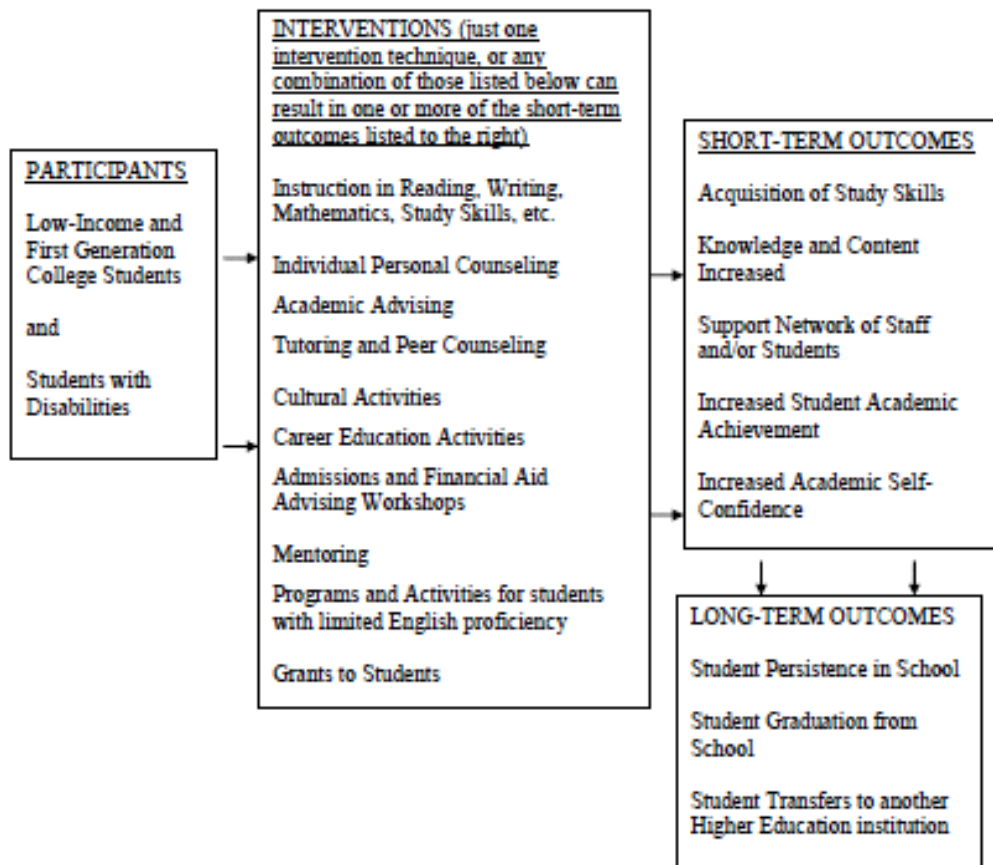 PARTICIPANTS
Low-Income and
First Generation
College Students
and
Students with
Disabilities
INTERVENTIONS (just one
intervention technique, or any
combination of those listed below can
result in one or more of the short-term
outcomes listed to the right)
Instruction in Reading, Writing,
Mathematics, Study Skills, etc.
Individual Personal Counseling
Academic Advising
Tutoring and Peer Counseling
Cultural Activities
Career Education Activities
Admissions and Financial Aid
Advising Workshops
Mentoring
Programs and Activities for students
with limited English proficiency
Grants to Students
SHORT-TERM OUTCOMES
Acquisition of Study Skills
Knowledge and Content
Increased
Support Network of Staff
and/or Students
Increased Student Academic
Achievement
Increased Academic Self-
Confidence
LONG-TERM OUTCOMES
Student Persistence in School
Student Graduation from
School
Student Transfers to another
Higher Education institution